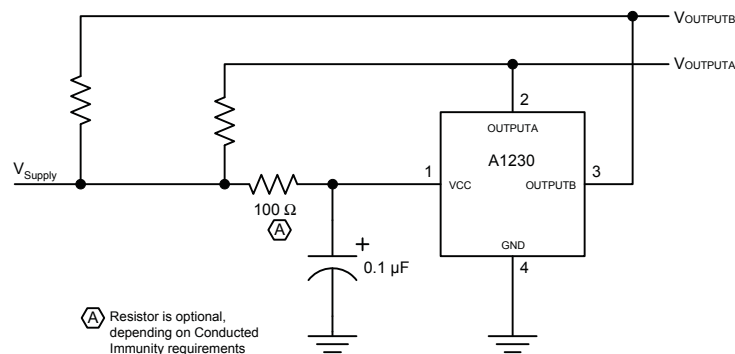 VOUTPUTB
VOUTPUTA
2
OUTPUTA
A1230
VSupply
1
VCC
OUTPUTB
3
100 Ω
A
+
0.1 µF
GND
4
A Resistor is optional,
depending on Conducted
Immunity requirements